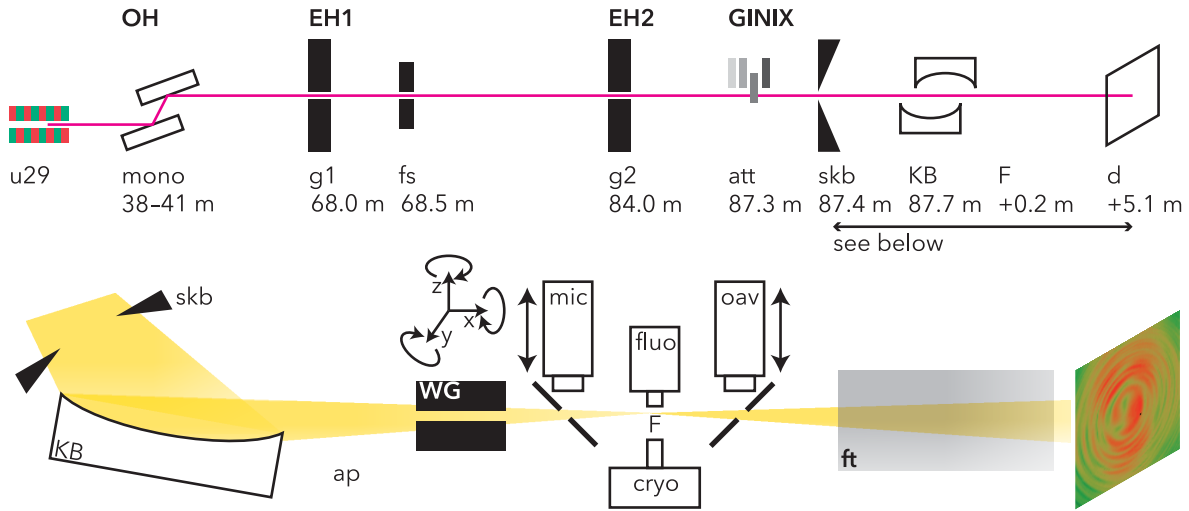 OH EH1 EH2 GINIX
u29 mono g1 fs g2 att skb KB F d
38–41 m 68.0 m 68.5 m 84.0 m 87.3 m 87.4 m 87.7 m +0.2 m +5.1 m
see below
skb
mic
oav
z
x
y
fluo
WG
F
KB
ap
cryo
ft